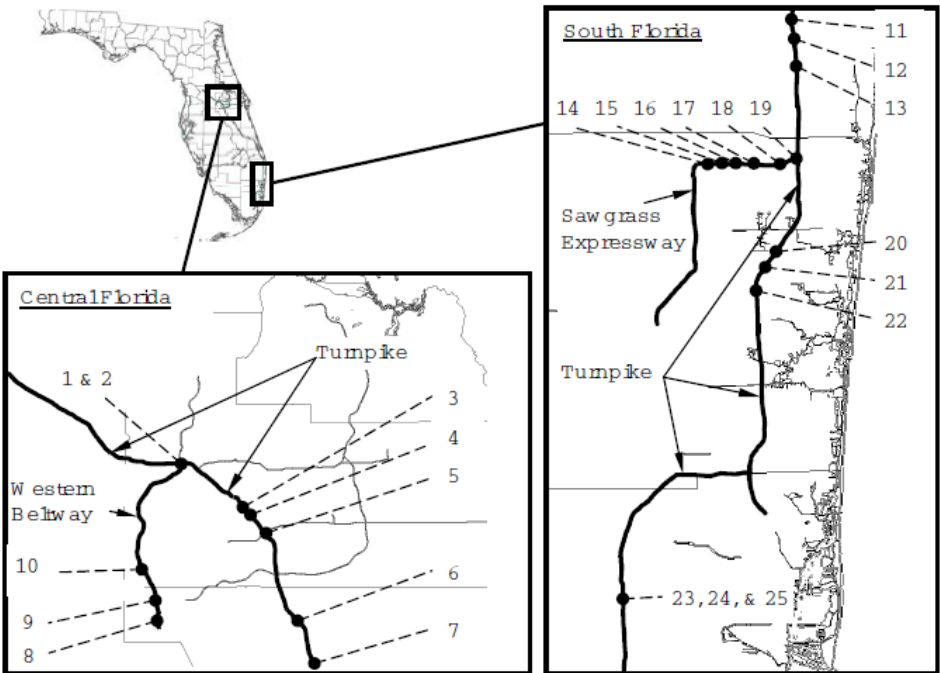 South Florida
11
12
13
14 15 16 17 18 19
Sawgrass
Expressway
20
21
22
Turnpike
23, 24, & 25
Central Florida
Turnpike
1 & 2
3
4
5
Western
Beltway
10
9
8
6
7